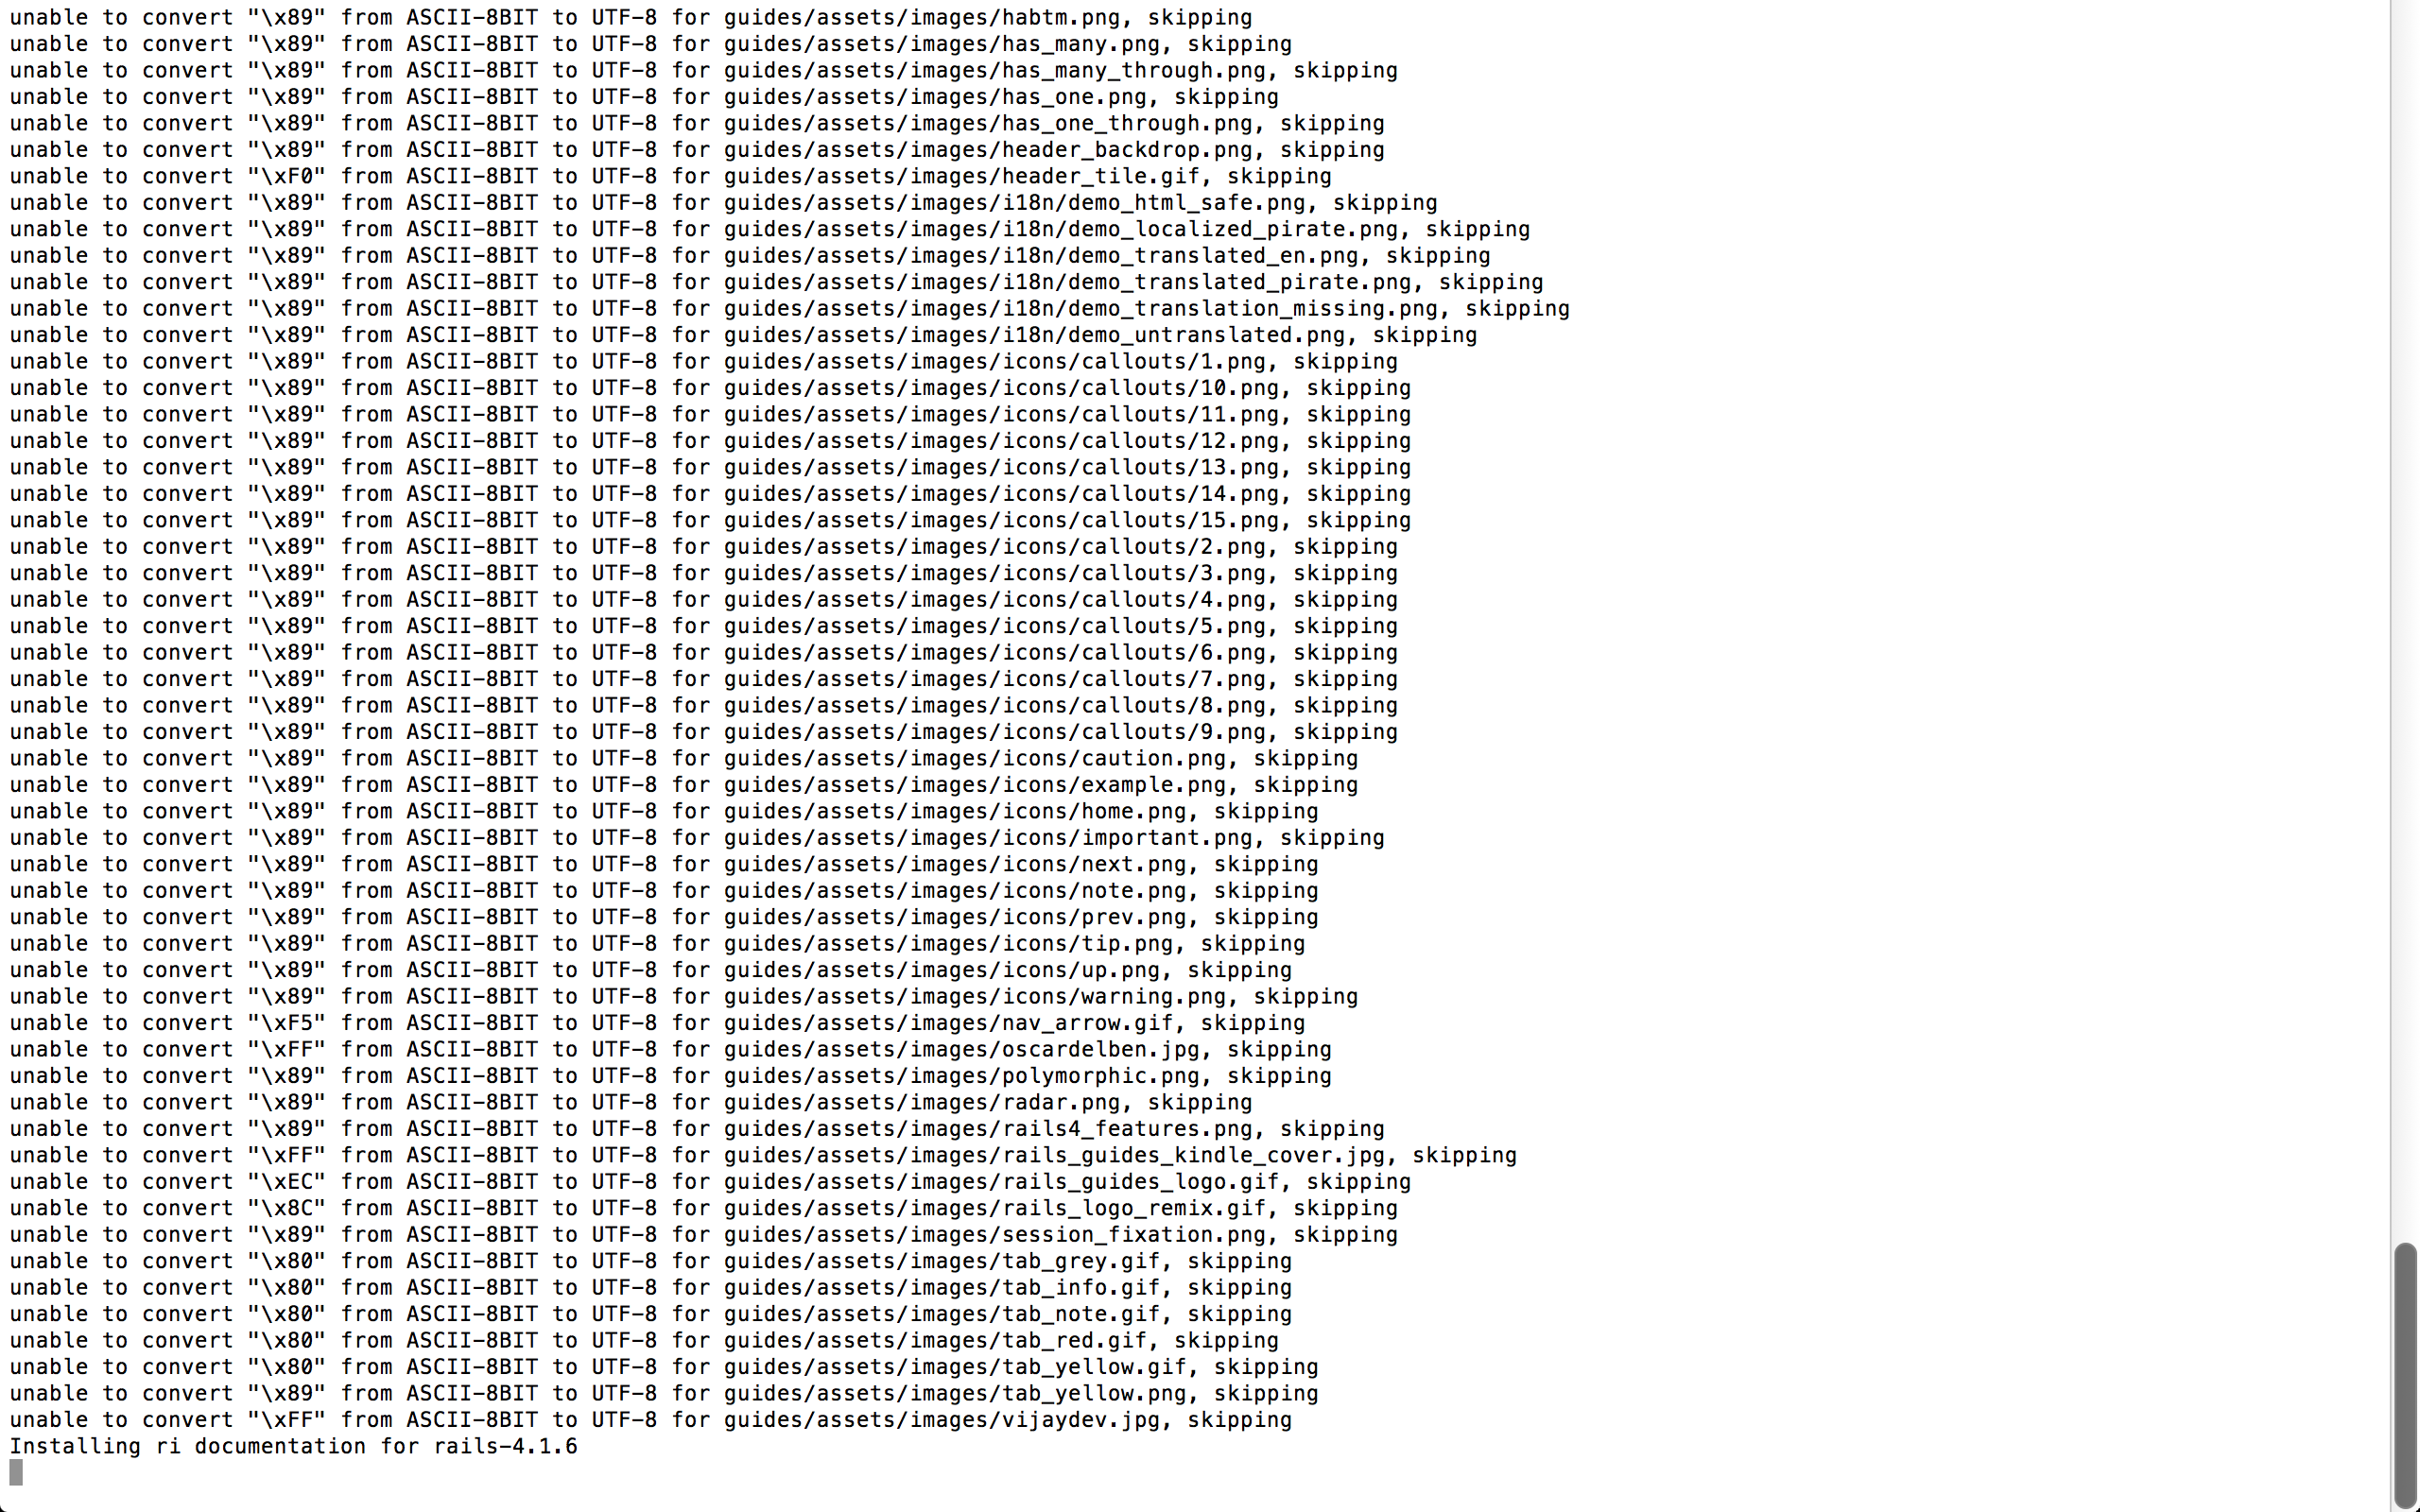 unable to convert "\x89" from ASCII-8BIT to UTF-8 for guides/assets/images/habtm.png, skipping
unable to convert "\x89" from ASCII-8BIT to UTF-8 for guides/assets/images/has_many.png, skipping
unable to convert "\x89" from ASCII-8BIT to UTF-8 for guides/assets/images/has_many_through.png, skipping
unable to convert "\x89" from ASCII-8BIT to UTF-8 for guides/assets/images/has_one.png, skipping
unable to convert "\x89" from ASCII-8BIT to UTF-8 for guides/assets/images/has_one_through.png, skipping
unable to convert "\x89" from ASCII-8BIT to UTF-8 for guides/assets/images/header_backdrop.png, skipping
unable to convert "\xF0" from ASCII-8BIT to UTF-8 for guides/assets/images/header_tile.gif, skipping
unable to convert "\x89" from ASCII-8BIT to UTF-8 for guides/assets/images/i18n/demo_html_safe.png, skipping
unable to convert "\x89" from ASCII-8BIT to UTF-8 for guides/assets/images/i18n/demo_localized_pirate.png, skipping
unable to convert "\x89" from ASCII-8BIT to UTF-8 for guides/assets/images/i18n/demo_translated_en.png, skipping
unable to convert "\x89" from ASCII-8BIT to UTF-8 for guides/assets/images/i18n/demo_translated_pirate.png, skipping
unable to convert "\x89" from ASCII-8BIT to UTF-8 for guides/assets/images/i18n/demo_translation_missing.png, skipping
unable to convert "\x89" from ASCII-8BIT to UTF-8 for guides/assets/images/i18n/demo_untranslated.png, skipping
unable to convert "\x89" from ASCII-8BIT to UTF-8 for guides/assets/images/icons/callouts/1.png, skipping
unable to convert "\x89" from ASCII-8BIT to UTF-8 for guides/assets/images/icons/callouts/10.png, skipping
unable to convert "\x89" from ASCII-8BIT to UTF-8 for guides/assets/images/icons/callouts/11.png, skipping
unable to convert "\x89" from ASCII-8BIT to UTF-8 for guides/assets/images/icons/callouts/12.png, skipping
unable to convert "\x89" from ASCII-8BIT to UTF-8 for guides/assets/images/icons/callouts/13.png, skipping
unable to convert "\x89" from ASCII-8BIT to UTF-8 for guides/assets/images/icons/callouts/14.png, skipping
unable to convert "\x89" from ASCII-8BIT to UTF-8 for guides/assets/images/icons/callouts/15.png, skipping
unable to convert "\x89" from ASCII-8BIT to UTF-8 for guides/assets/images/icons/callouts/2.png, skipping
unable to convert "\x89" from ASCII-8BIT to UTF-8 for guides/assets/images/icons/callouts/3.png, skipping
unable to convert "\x89" from ASCII-8BIT to UTF-8 for guides/assets/images/icons/callouts/4.png, skipping
unable to convert "\x89" from ASCII-8BIT to UTF-8 for guides/assets/images/icons/callouts/5.png, skipping
unable to convert "\x89" from ASCII-8BIT to UTF-8 for guides/assets/images/icons/callouts/6.png, skipping
unable to convert "\x89" from ASCII-8BIT to UTF-8 for guides/assets/images/icons/callouts/7.png, skipping
unable to convert "\x89" from ASCII-8BIT to UTF-8 for guides/assets/images/icons/callouts/8.png, skipping
unable to convert "\x89" from ASCII-8BIT to UTF-8 for guides/assets/images/icons/callouts/9.png, skipping
unable to convert "\x89" from ASCII-8BIT to UTF-8 for guides/assets/images/icons/caution.png, skipping
unable to convert "\x89" from ASCII-8BIT to UTF-8 for guides/assets/images/icons/example.png, skipping
unable to convert "\x89" from ASCII-8BIT to UTF-8 for guides/assets/images/icons/home.png, skipping
unable to convert "\x89" from ASCII-8BIT to UTF-8 for guides/assets/images/icons/important.png, skipping
unable to convert "\x89" from ASCII-8BIT to UTF-8 for guides/assets/images/icons/next.png, skipping
unable to convert "\x89" from ASCII-8BIT to UTF-8 for guides/assets/images/icons/note.png, skipping
unable to convert "\x89" from ASCII-8BIT to UTF-8 for guides/assets/images/icons/prev.png, skipping
unable to convert "\x89" from ASCII-8BIT to UTF-8 for guides/assets/images/icons/tip.png, skipping
unable to convert "\x89" from ASCII-8BIT to UTF-8 for guides/assets/images/icons/up.png, skipping
unable to convert "\x89" from ASCII-8BIT to UTF-8 for guides/assets/images/icons/warning.png, skipping
unable to convert "\xF5" from ASCII-8BIT to UTF-8 for guides/assets/images/nav_arrow.gif, skipping
unable to convert "\xFF" from ASCII-8BIT to UTF-8 for guides/assets/images/oscardelben.jpg, skipping
unable to convert "\x89" from ASCII-8BIT to UTF-8 for guides/assets/images/polymorphic.png, skipping
unable to convert "\x89" from ASCII-8BIT to UTF-8 for guides/assets/images/radar.png, skipping
unable to convert "\x89" from ASCII-8BIT to UTF-8 for guides/assets/images/rails4_features.png, skipping
unable to convert "\xFF" from ASCII-8BIT to UTF-8 for guides/assets/images/rails_guides_kindle_cover.jpg, skipping
unable to convert "\xEC" from ASCII-8BIT to UTF-8 for guides/assets/images/rails_guides_logo.gif, skipping
unable to convert "\x8C" from ASCII-8BIT to UTF-8 for guides/assets/images/rails_logo_remix.gif, skipping
unable to convert "\x89" from ASCII-8BIT to UTF-8 for guides/assets/images/session_fixation.png, skipping
unable to convert "\x80" from ASCII-8BIT to UTF-8 for guides/assets/images/tab_grey.gif, skipping
unable to convert "\x80" from ASCII-8BIT to UTF-8 for guides/assets/images/tab_info.gif, skipping
unable to convert "\x80" from ASCII-8BIT to UTF-8 for guides/assets/images/tab_note.gif, skipping
unable to convert "\x80" from ASCII-8BIT to UTF-8 for guides/assets/images/tab_red.gif, skipping
unable to convert "\x80" from ASCII-8BIT to UTF-8 for guides/assets/images/tab_yellow.gif, skipping
unable to convert "\x89" from ASCII-8BIT to UTF-8 for guides/assets/images/tab_yellow.png, skipping
unable to convert "\xFF" from ASCII-8BIT to UTF-8 for guides/assets/images/vijaydev.jpg, skipping
Installing ri documentation for rails-4.1.6